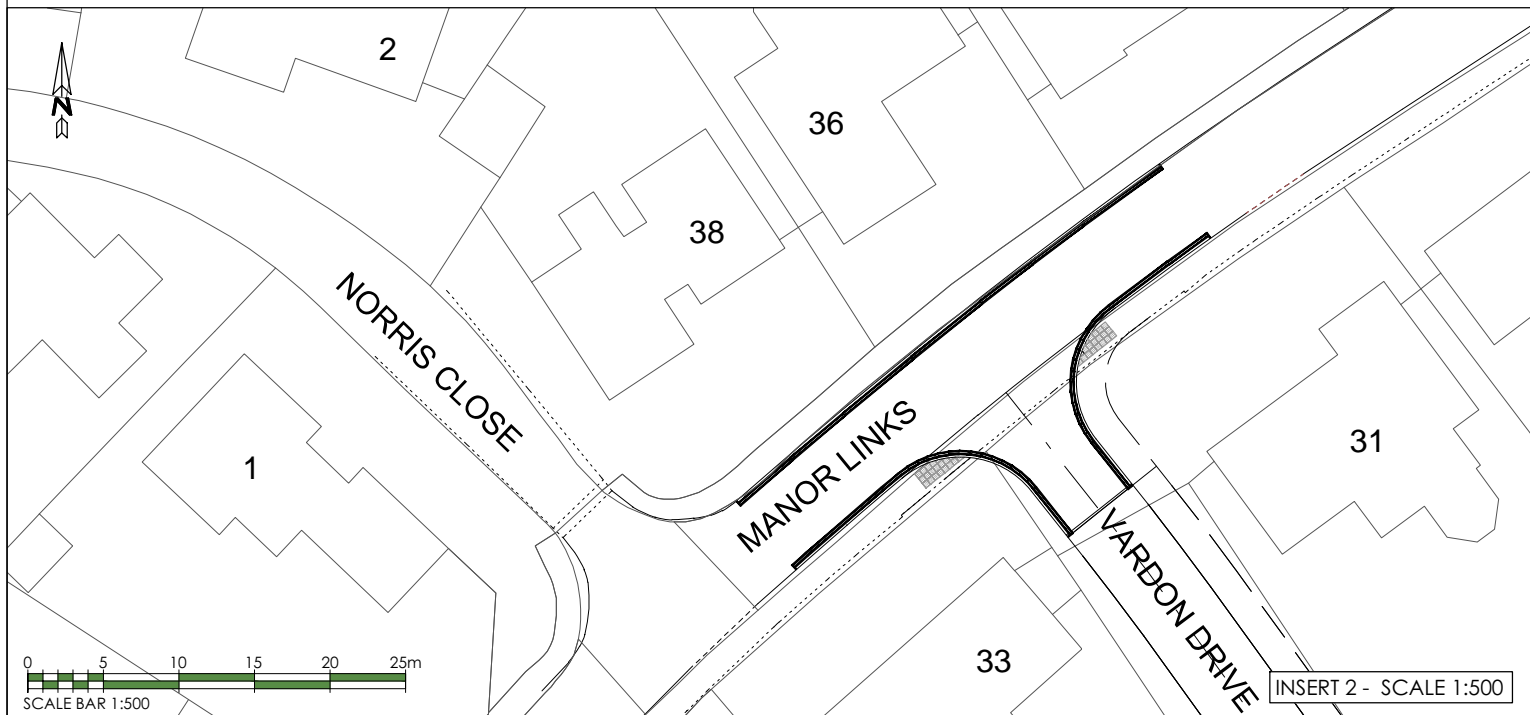 2
36
N
38
NORRIS CLOSE
MANOR LINKS
31
1
VARDON DRIVE
33
0 5 10 15 20 25m
SCALE BAR 1:500
INSERT 2 - SCALE 1:500